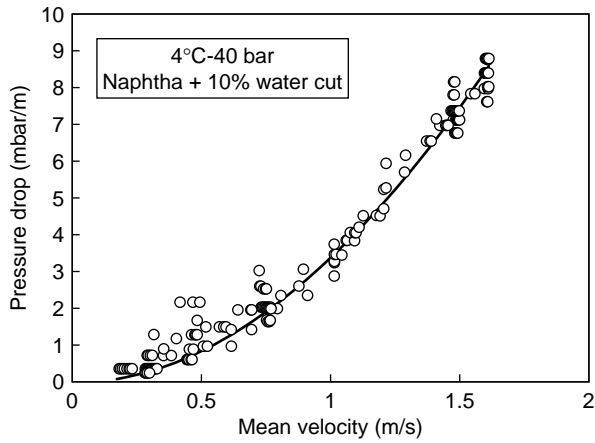 10
9
8
7
6
5
4
3
2
1
0
Pressure drop (mbar/m)
4°C-40 bar
Naphtha + 10% water cut
0 0.5 1 1.5 2
Mean velocity (m/s)